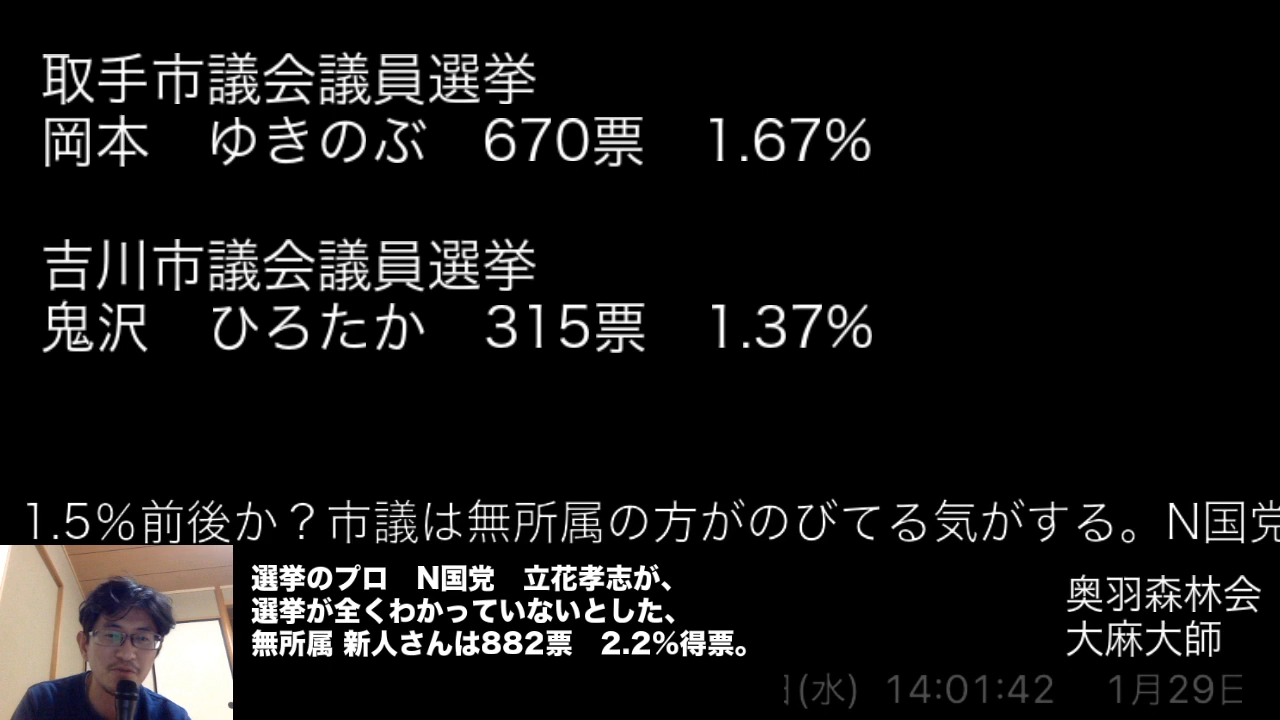 取手市議会議員選挙
岡本　ゆきのぶ　670票　1.67%
吉川市議会議員選挙
鬼沢　ひろたか　315票　1.37%
1.5%前後か？市議は無所属の方がのびてる気がする。N国党
選挙のプロ　N国党　立花孝志が、
選挙が全くわかっていないとした、
無所属 新人さんは882票　2.2%得票。
奥羽森林会
大麻大師
(水)　14:01:42　1月29日